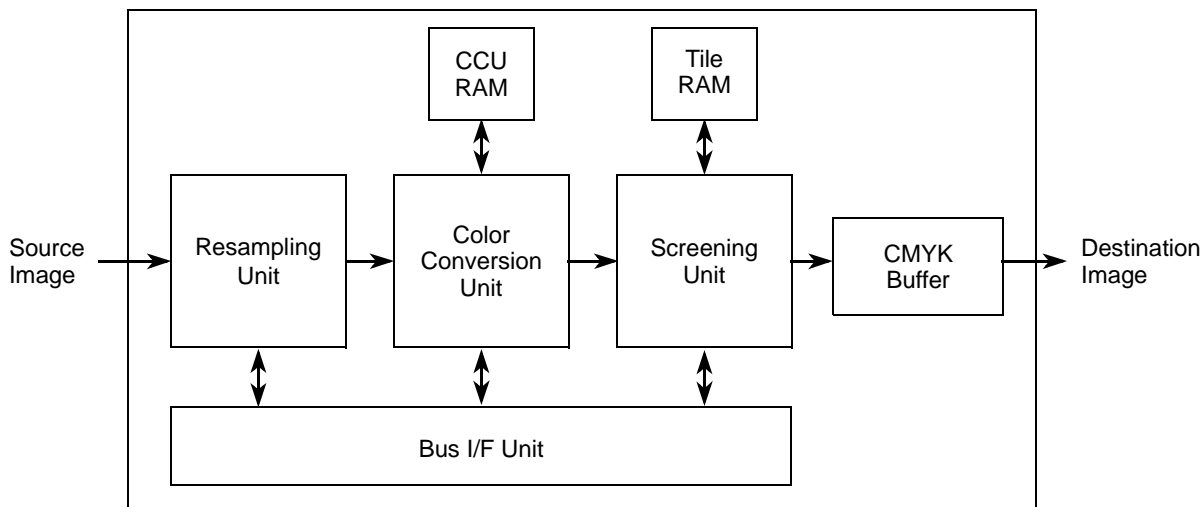 CCU
RAM
Tile
RAM
Source
Image
Resampling
Unit
Color
Conversion
Unit
Screening
Unit
CMYK
Buffer
Destination
Image
Bus I/F Unit